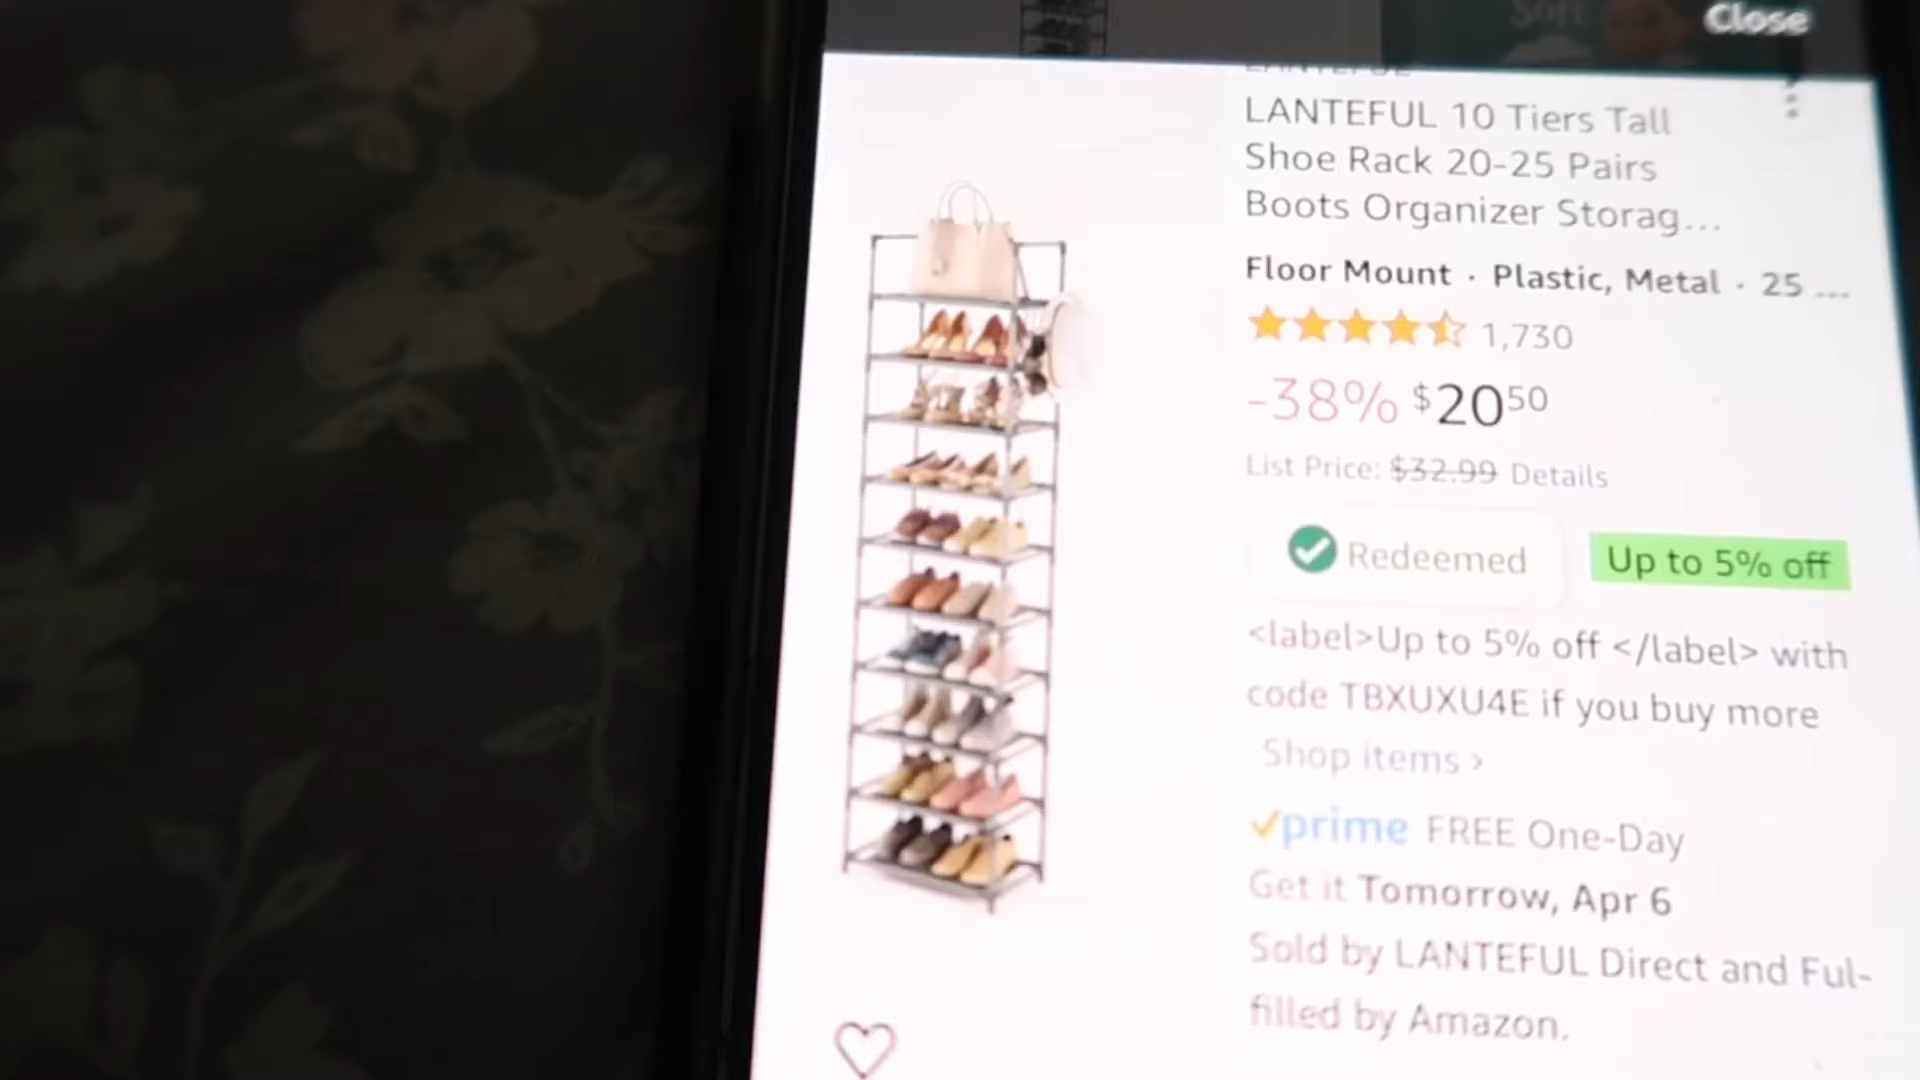 Soft
Close
LANTEFUL
LANTEFUL 10 Tiers Tall
Shoe Rack 20-25 Pairs
Boots Organizer Storag...
Floor Mount · Plastic, Metal · 25 ...
1,730
-38% $2050
List Price: $32.99 Details
Redeemed
Up to 5% off
<label>Up to 5% off </label> with
code TBXUXU4E if you buy more
Shop items ›
prime FREE One-Day
Get it Tomorrow, Apr 6
Sold by LANTEFUL Direct and Ful-
filled by Amazon.